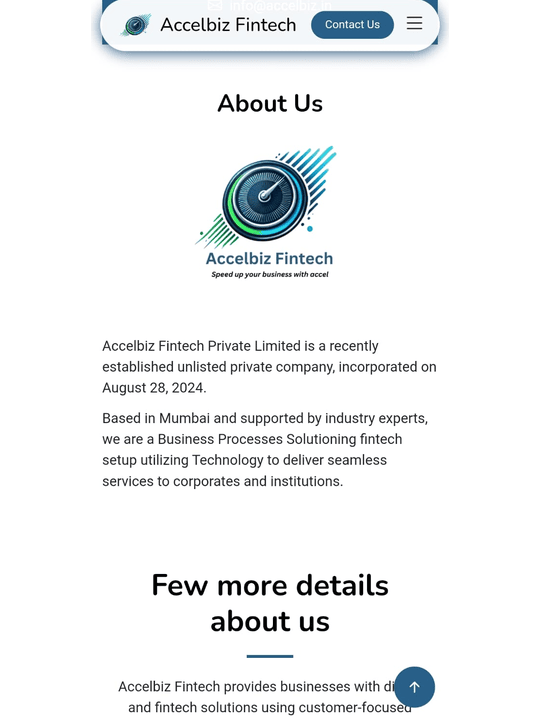 info@accelbiz.in
Accelbiz Fintech
Contact Us
About Us
Accelbiz Fintech
Speed up your business with accel
Accelbiz Fintech Private Limited is a recently
established unlisted private company, incorporated on
August 28, 2024.
Based in Mumbai and supported by industry experts,
we are a Business Processes Solutioning fintech
setup utilizing Technology to deliver seamless
services to corporates and institutions.
Few more details
about us
Accelbiz Fintech provides businesses with
and fintech solutions using customer-focused